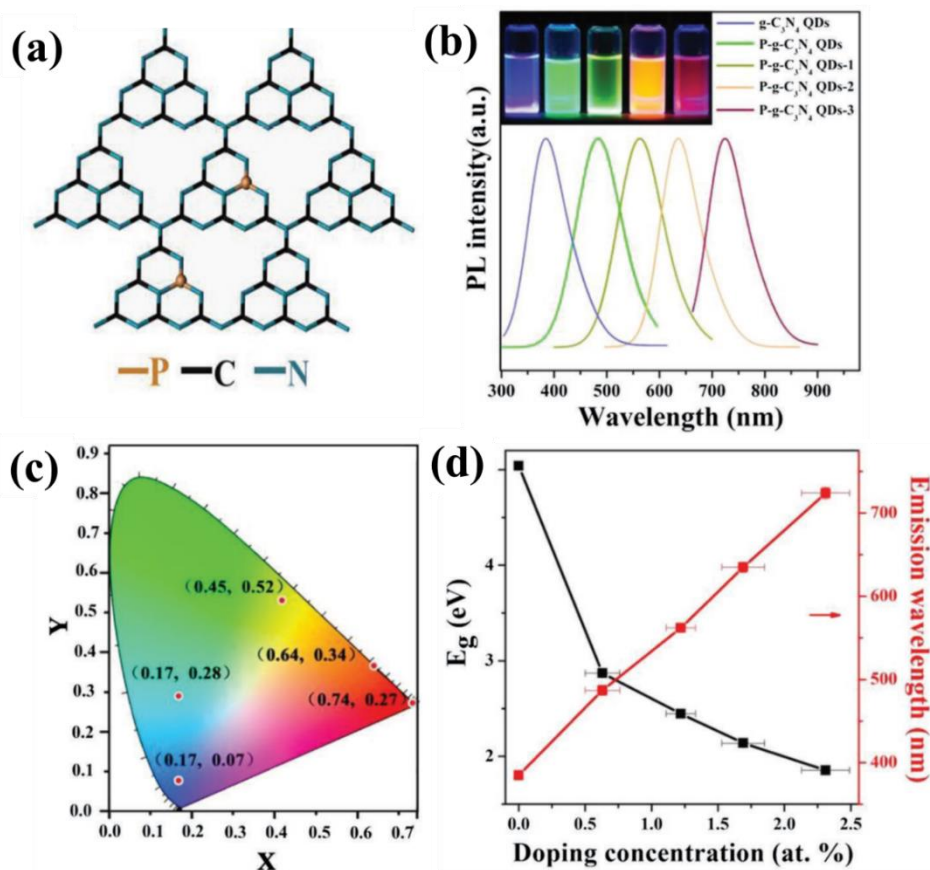 (a)
P C N
(b)
g-C₃N₄ QDs
P-g-C₃N₄ QDs
P-g-C₃N₄ QDs-1
P-g-C₃N₄ QDs-2
P-g-C₃N₄ QDs-3
PL intensity(a.u.)
300 400 500 600 700 800 900
Wavelength (nm)
(c)
0.9
0.8
0.7
0.6
0.5
0.4
0.3
0.2
0.1
0.0
Y
(0.45, 0.52)
(0.64, 0.34)
(0.17, 0.28)
(0.74, 0.27)
(0.17, 0.07)
0.0 0.1 0.2 0.3 0.4 0.5 0.6 0.7
X
(d)
E_g (eV)
4
3
2
700
600
500
400
Emission wavelength (nm)
0.0 0.5 1.0 1.5 2.0 2.5
Doping concentration (at. %)